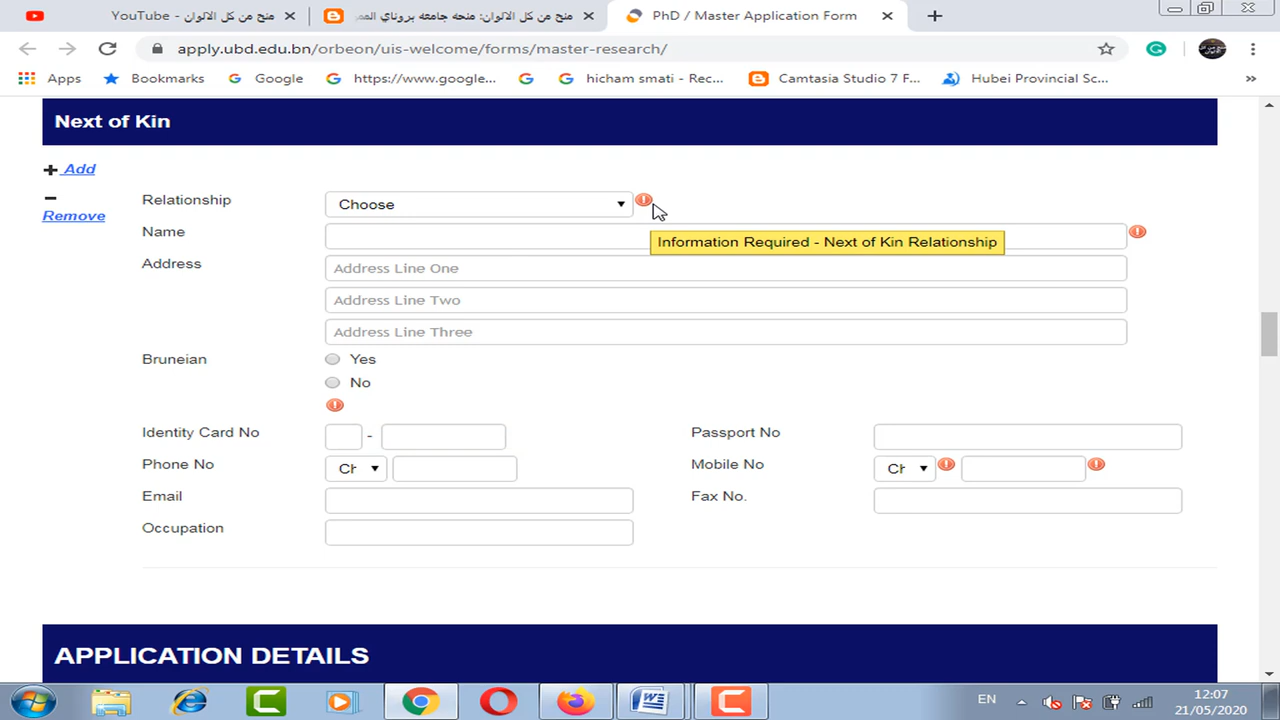 YouTube - منح من كل الالوان
منح من كل الالوان: منحة جامعة بروناي المم
PhD / Master Application Form
apply.ubd.edu.bn/orbeon/uis-welcome/forms/master-research/
Apps
Bookmarks
Google
https://www.google...
hicham smati - Rec...
Camtasia Studio 7 F...
Hubei Provincial Sc...
»
Next of Kin
Add
Remove
Relationship
Choose
Information Required - Next of Kin Relationship
Name
Address
Address Line One
Address Line Two
Address Line Three
Bruneian
Yes
No
Identity Card No
-
Passport No
Phone No
Ch
Mobile No
Ch
Email
Fax No.
Occupation
APPLICATION DETAILS
EN
12:07
21/05/2020